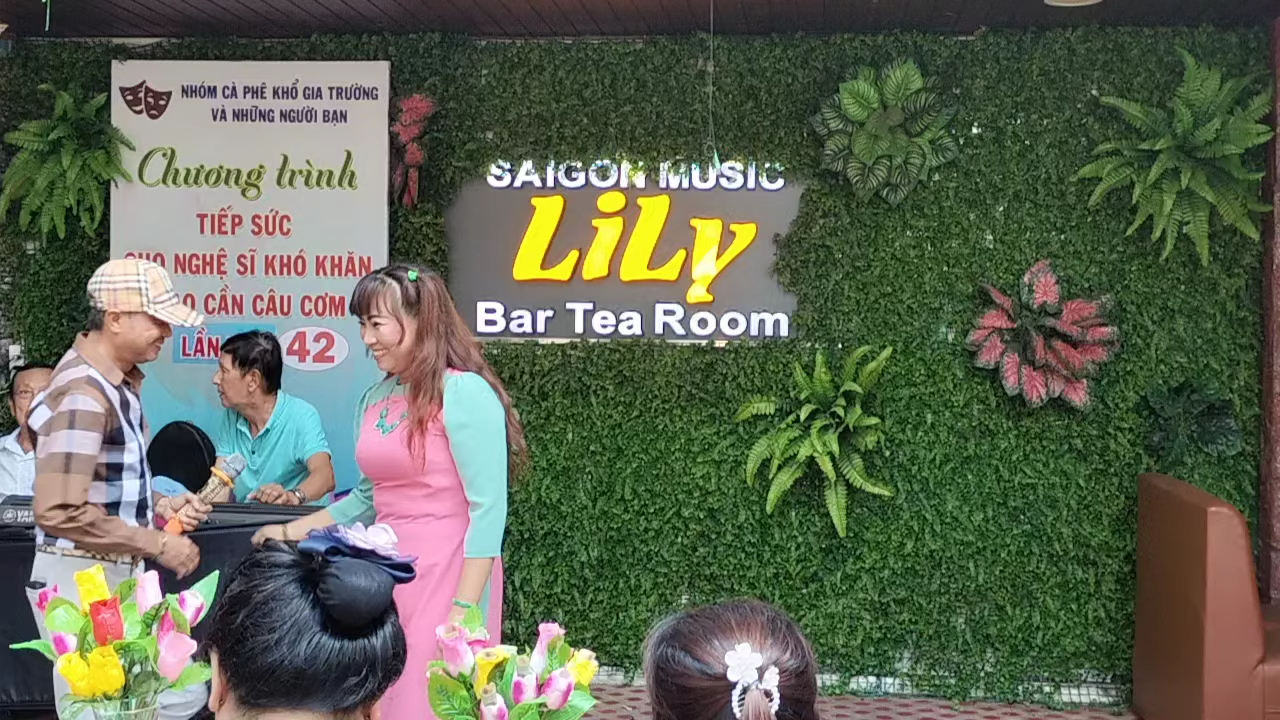 NHÓM CÀ PHÊ KHỔ GIA TRƯỜNG
VÀ NHỮNG NGƯỜI BẠN
Chương trình
TIẾP SỨC
CHO NGHỆ SĨ KHÓ KHĂN
CẦN CÂU CƠM
LẦN 42
SAIGON MUSIC
LiLy
Bar Tea Room